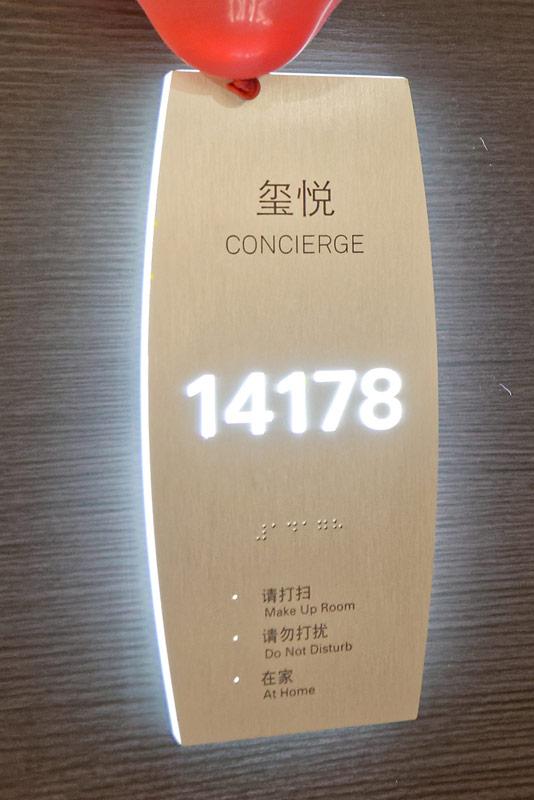 玺悦
CONCIERGE
14178
⠼⠁⠙⠁⠛⠓
请打扫
Make Up Room
请勿打扰
Do Not Disturb
在家
At Home